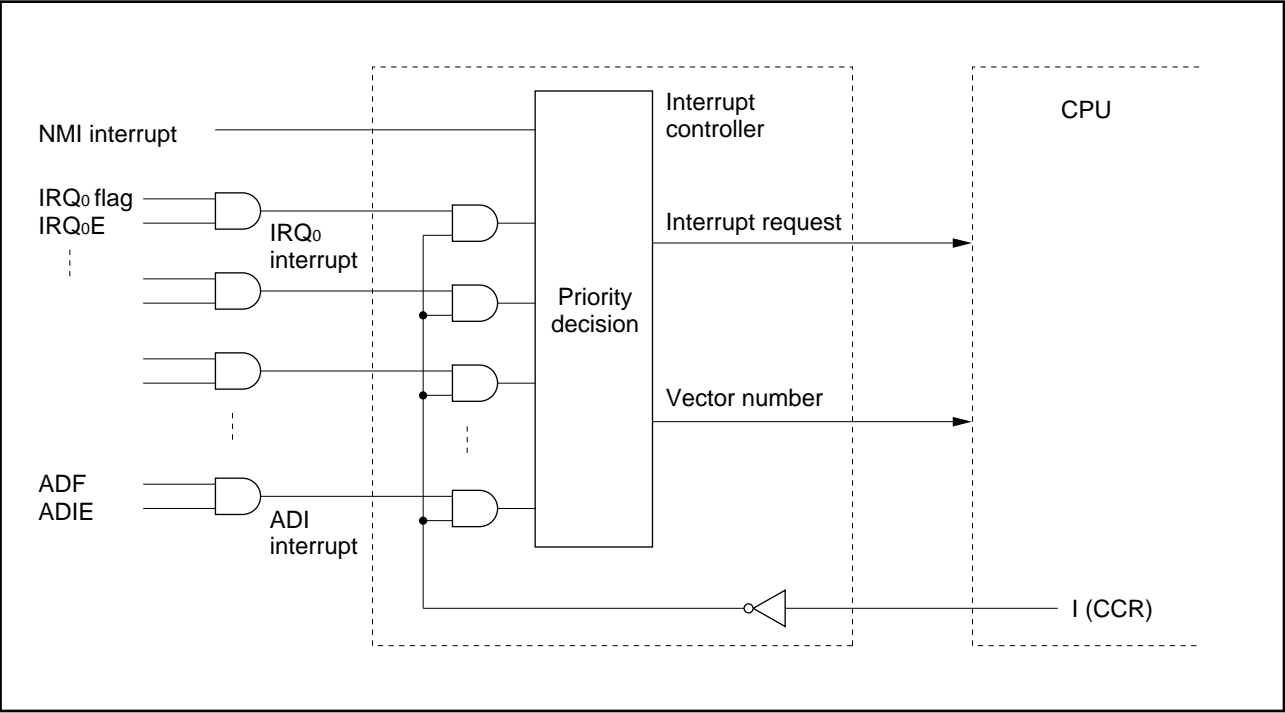 NMI interrupt
IRQ0 flag
IRQ0E
IRQ0
interrupt
ADF
ADIE
ADI
interrupt
Priority
decision
Interrupt
controller
Interrupt request
Vector number
CPU
I (CCR)